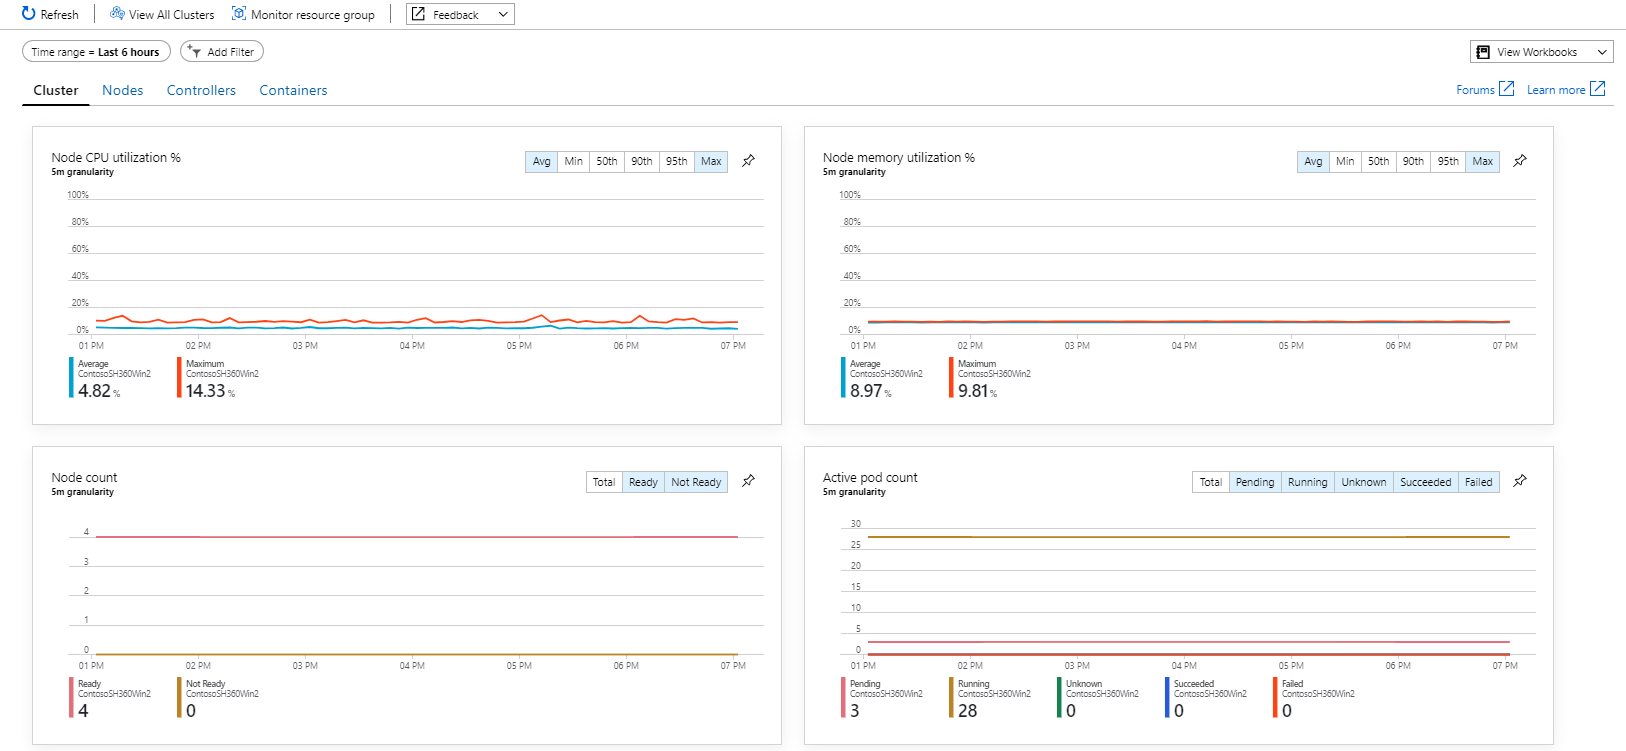 Refresh View All Clusters Monitor resource group Feedback
Time range = Last 6 hours Add Filter View Workbooks
Cluster Nodes Controllers Containers Forums Learn more
Node CPU utilization %
5m granularity
Avg Min 50th 90th 95th Max
100%
80%
60%
40%
20%
0%
01 PM 02 PM 03 PM 04 PM 05 PM 06 PM 07 PM
Average Maximum
ContosoSH360Win2 ContosoSH360Win2
4.82 % 14.33 %
Node memory utilization %
5m granularity
Avg Min 50th 90th 95th Max
100%
80%
60%
40%
20%
0%
01 PM 02 PM 03 PM 04 PM 05 PM 06 PM 07 PM
Average Maximum
ContosoSH360Win2 ContosoSH360Win2
8.97 % 9.81 %
Node count
5m granularity
Total Ready Not Ready
4
3
2
1
0
01 PM 02 PM 03 PM 04 PM 05 PM 06 PM 07 PM
Ready Not Ready
ContosoSH360Win2 ContosoSH360Win2
4 0
Active pod count
5m granularity
Total Pending Running Unknown Succeeded Failed
30
25
20
15
10
5
0
01 PM 02 PM 03 PM 04 PM 05 PM 06 PM 07 PM
Pending Running Unknown Succeeded Failed
ContosoSH360Win2 ContosoSH360Win2 ContosoSH360Win2 ContosoSH360Win2 ContosoSH360Win2
3 28 0 0 0